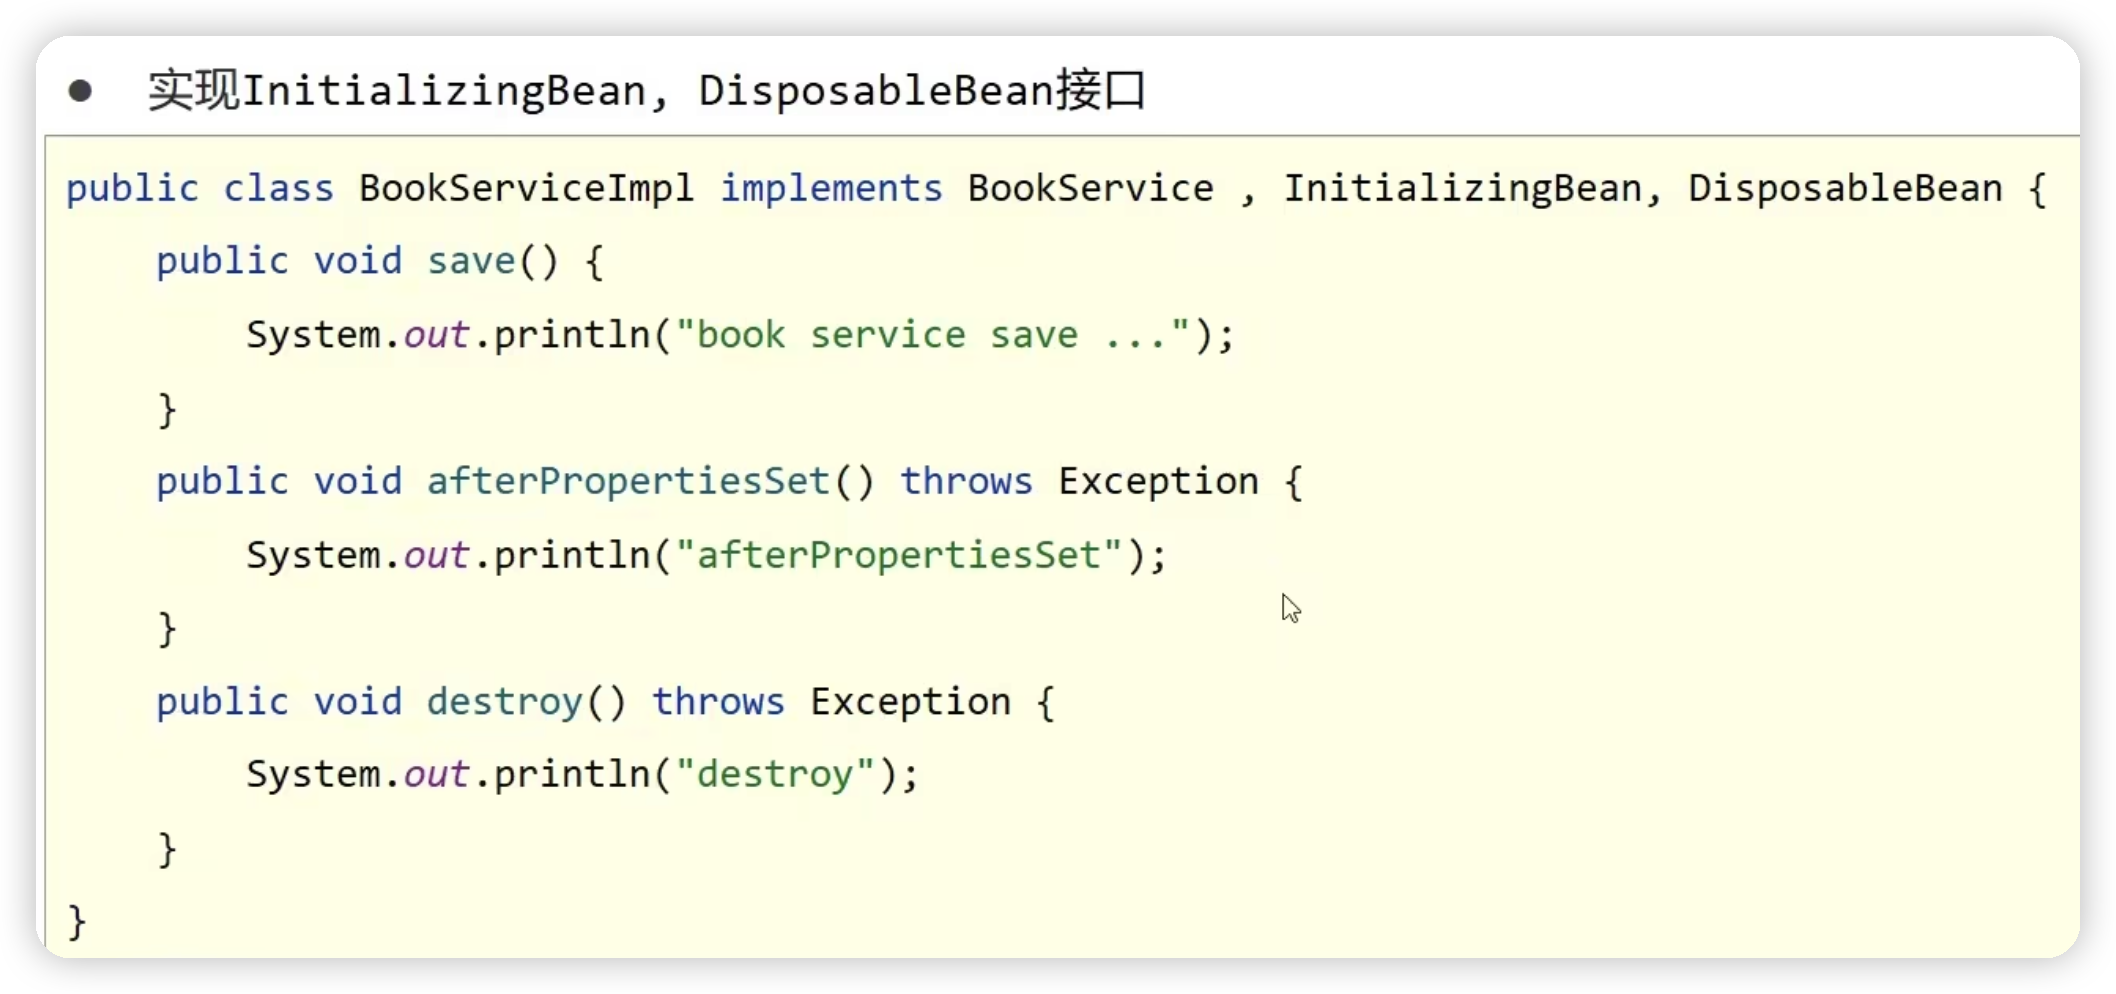 ● 实现InitializingBean, DisposableBean接口
public class BookServiceImpl implements BookService , InitializingBean, DisposableBean {
    public void save() {
        System.out.println("book service save ...");
    }
    public void afterPropertiesSet() throws Exception {
        System.out.println("afterPropertiesSet");
    }
    public void destroy() throws Exception {
        System.out.println("destroy");
    }
}